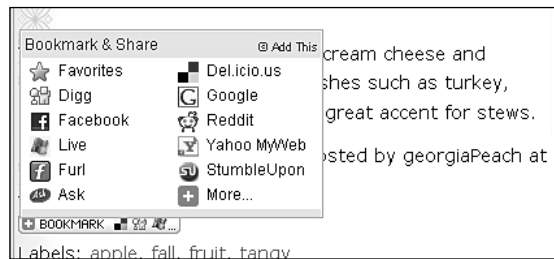 Bookmark & Share
Add This
Favorites
Del.icio.us
Digg
Google
Facebook
Reddit
Live
Yahoo MyWeb
Furl
StumbleUpon
Ask
More...
cream cheese and
shes such as turkey,
great accent for stews.
osted by georgiaPeach at
BOOKMARK
Labels: apple, fall, fruit, tangy